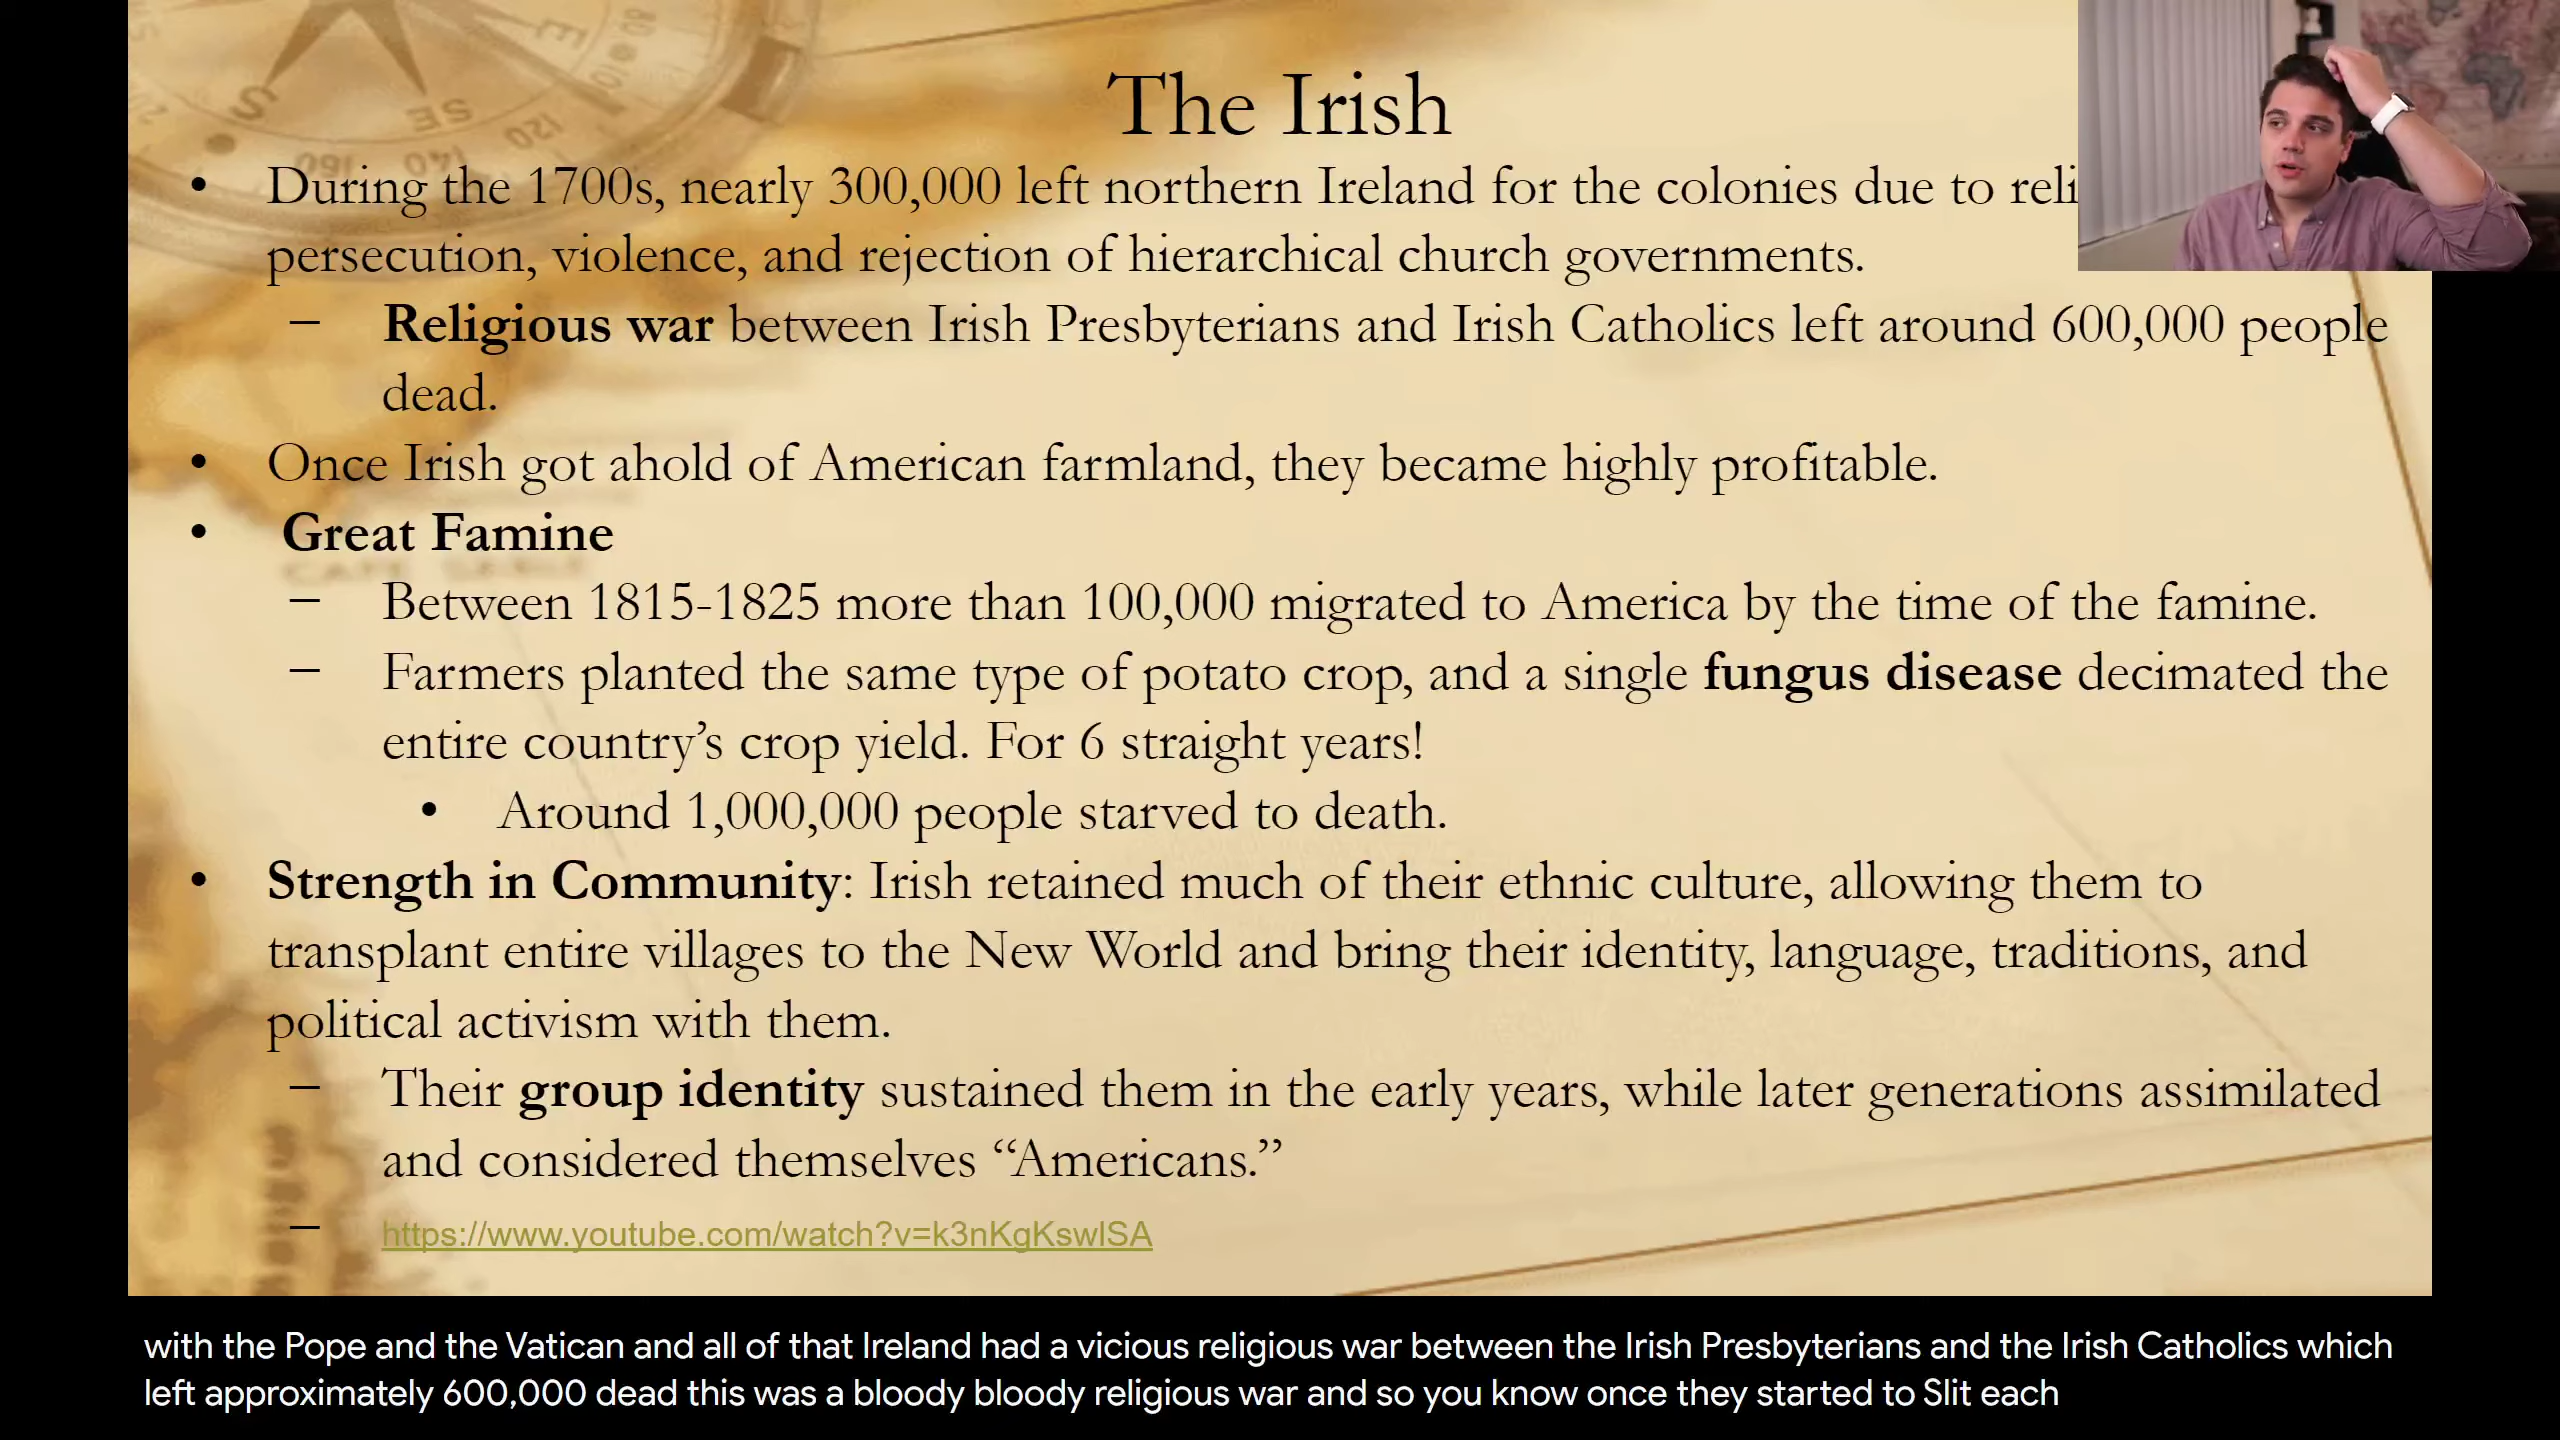 The Irish
• During the 1700s, nearly 300,000 left northern Ireland for the colonies due to
persecution, violence, and rejection of hierarchical church governments.
– Religious war between Irish Presbyterians and Irish Catholics left around 600,000 people
dead.
• Once Irish got ahold of American farmland, they became highly profitable.
• Great Famine
– Between 1815-1825 more than 100,000 migrated to America by the time of the famine.
– Farmers planted the same type of potato crop, and a single fungus disease decimated the
entire country’s crop yield. For 6 straight years!
• Around 1,000,000 people starved to death.
• Strength in Community: Irish retained much of their ethnic culture, allowing them to
transplant entire villages to the New World and bring their identity, language, traditions, and
political activism with them.
– Their group identity sustained them in the early years, while later generations assimilated
and considered themselves “Americans.”
– https://www.youtube.com/watch?v=k3nKgKswlSA
with the Pope and the Vatican and all of that Ireland had a vicious religious war between the Irish Presbyterians and the Irish Catholics which
left approximately 600,000 dead this was a bloody bloody religious war and so you know once they started to Slit each